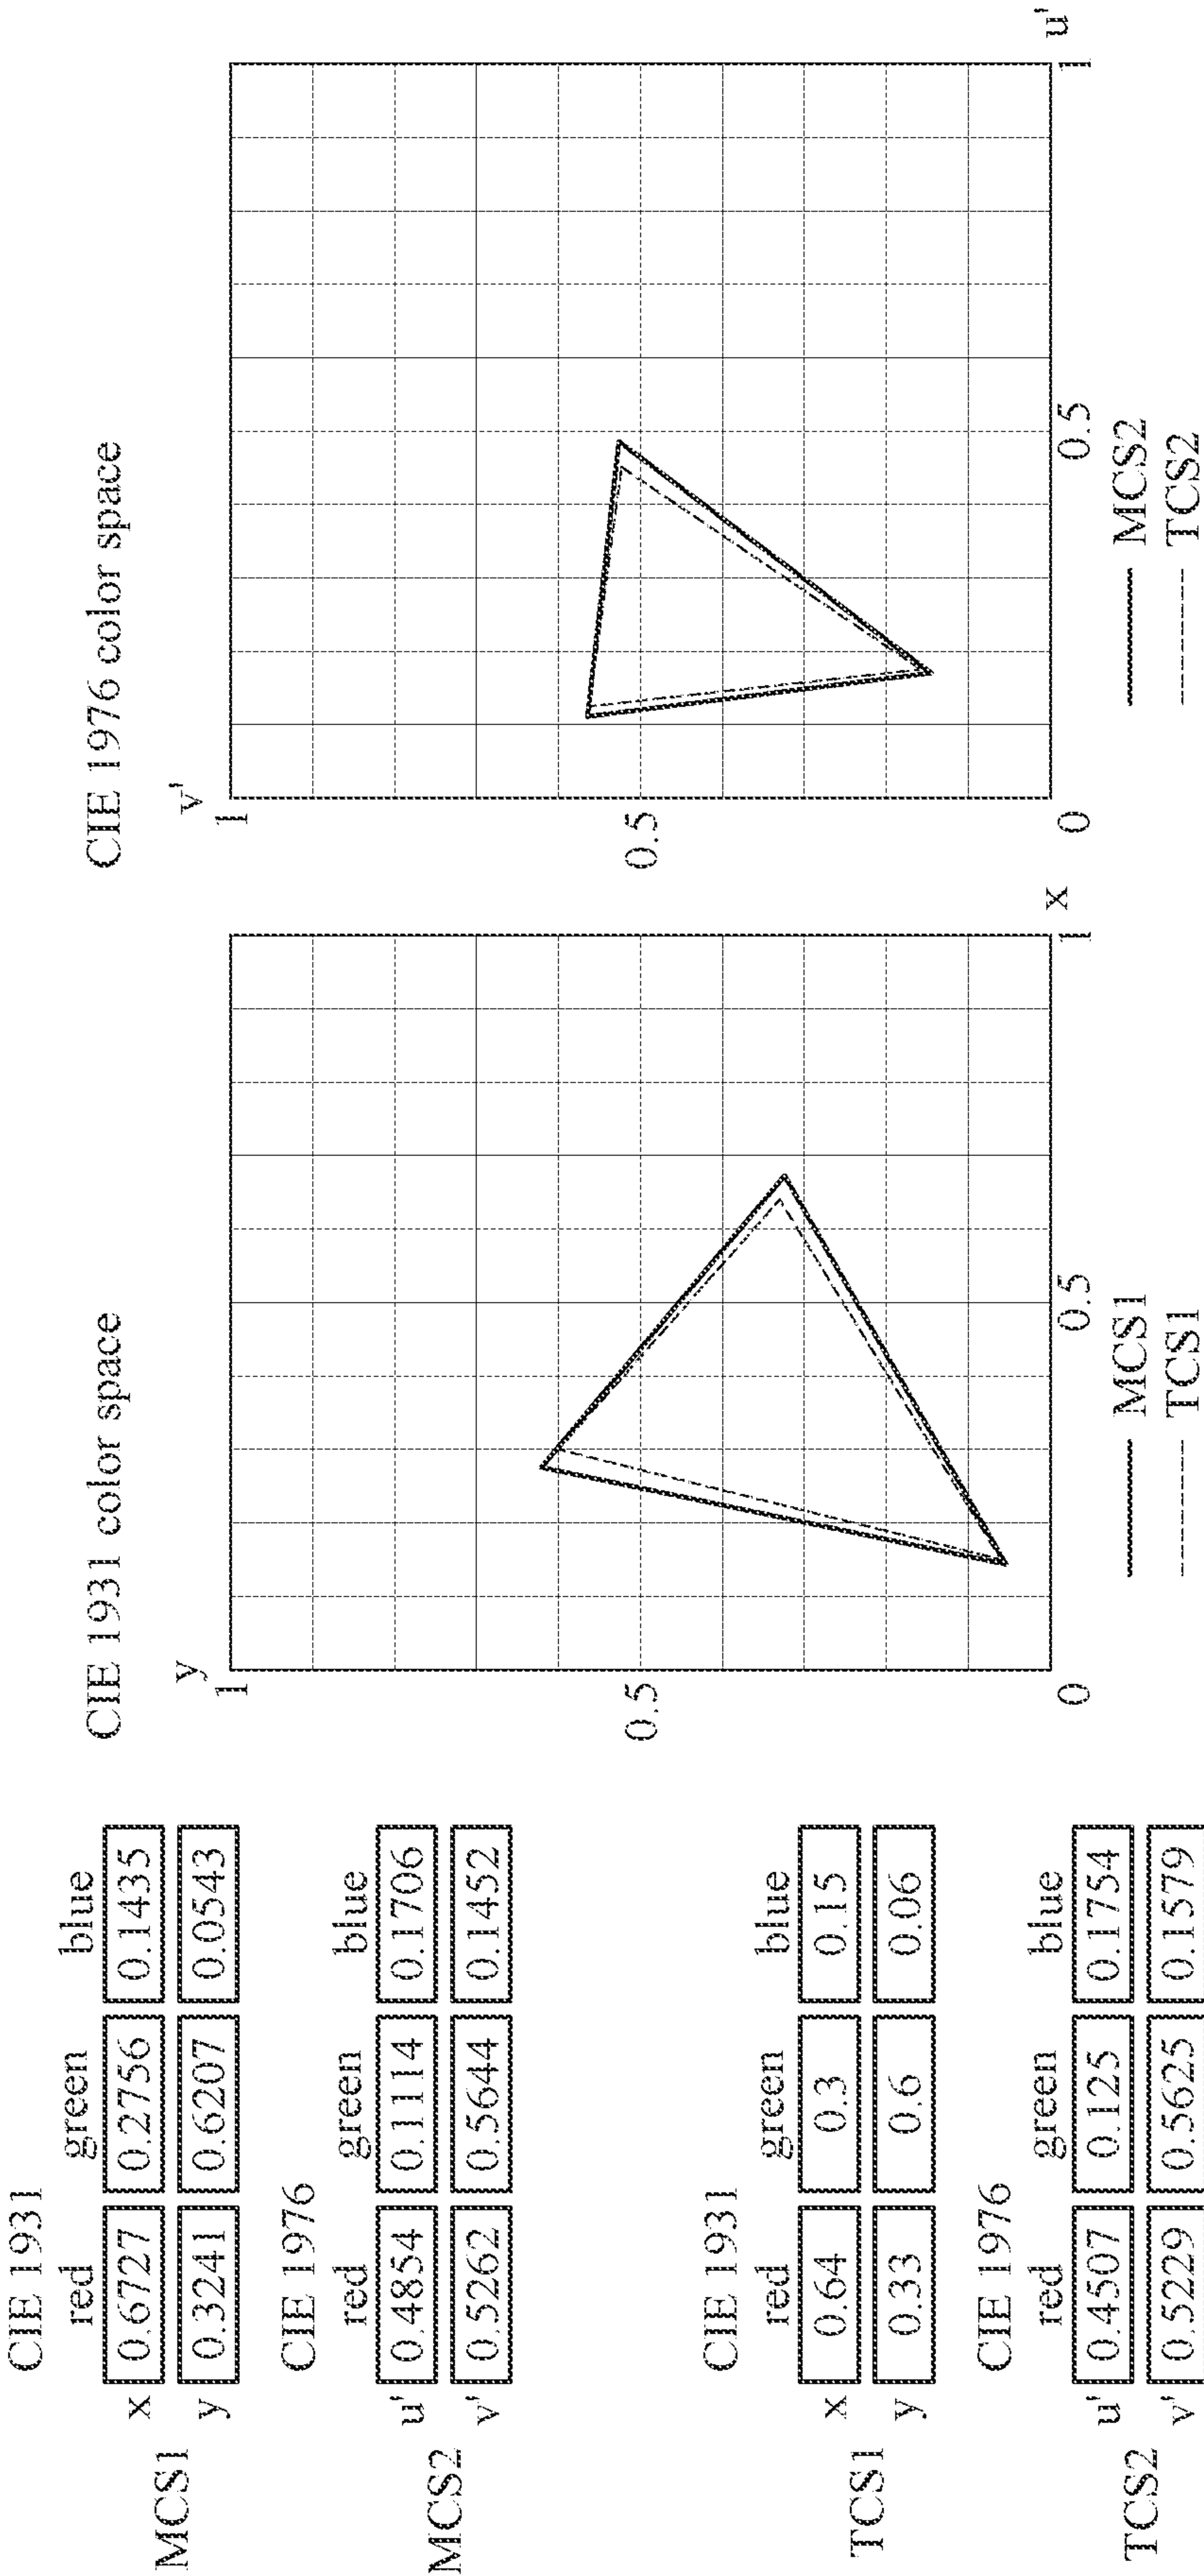 CIE 1931
red green blue
x 0.6727 0.2756 0.1435
MCS1
y 0.3241 0.6207 0.0543
CIE 1976
red green blue
u' 0.4854 0.1114 0.1706
MCS2
v' 0.5262 0.5644 0.1452
CIE 1931
red green blue
x 0.64 0.3 0.15
TCS1
y 0.33 0.6 0.06
CIE 1976
red green blue
u' 0.4507 0.125 0.1754
TCS2
v' 0.5229 0.5625 0.1579
CIE 1931 color space
y
1
0.5
0
0.5
1
x
MCS1
TCS1
CIE 1976 color space
v'
1
0.5
0
0.5
1
u'
MCS2
TCS2